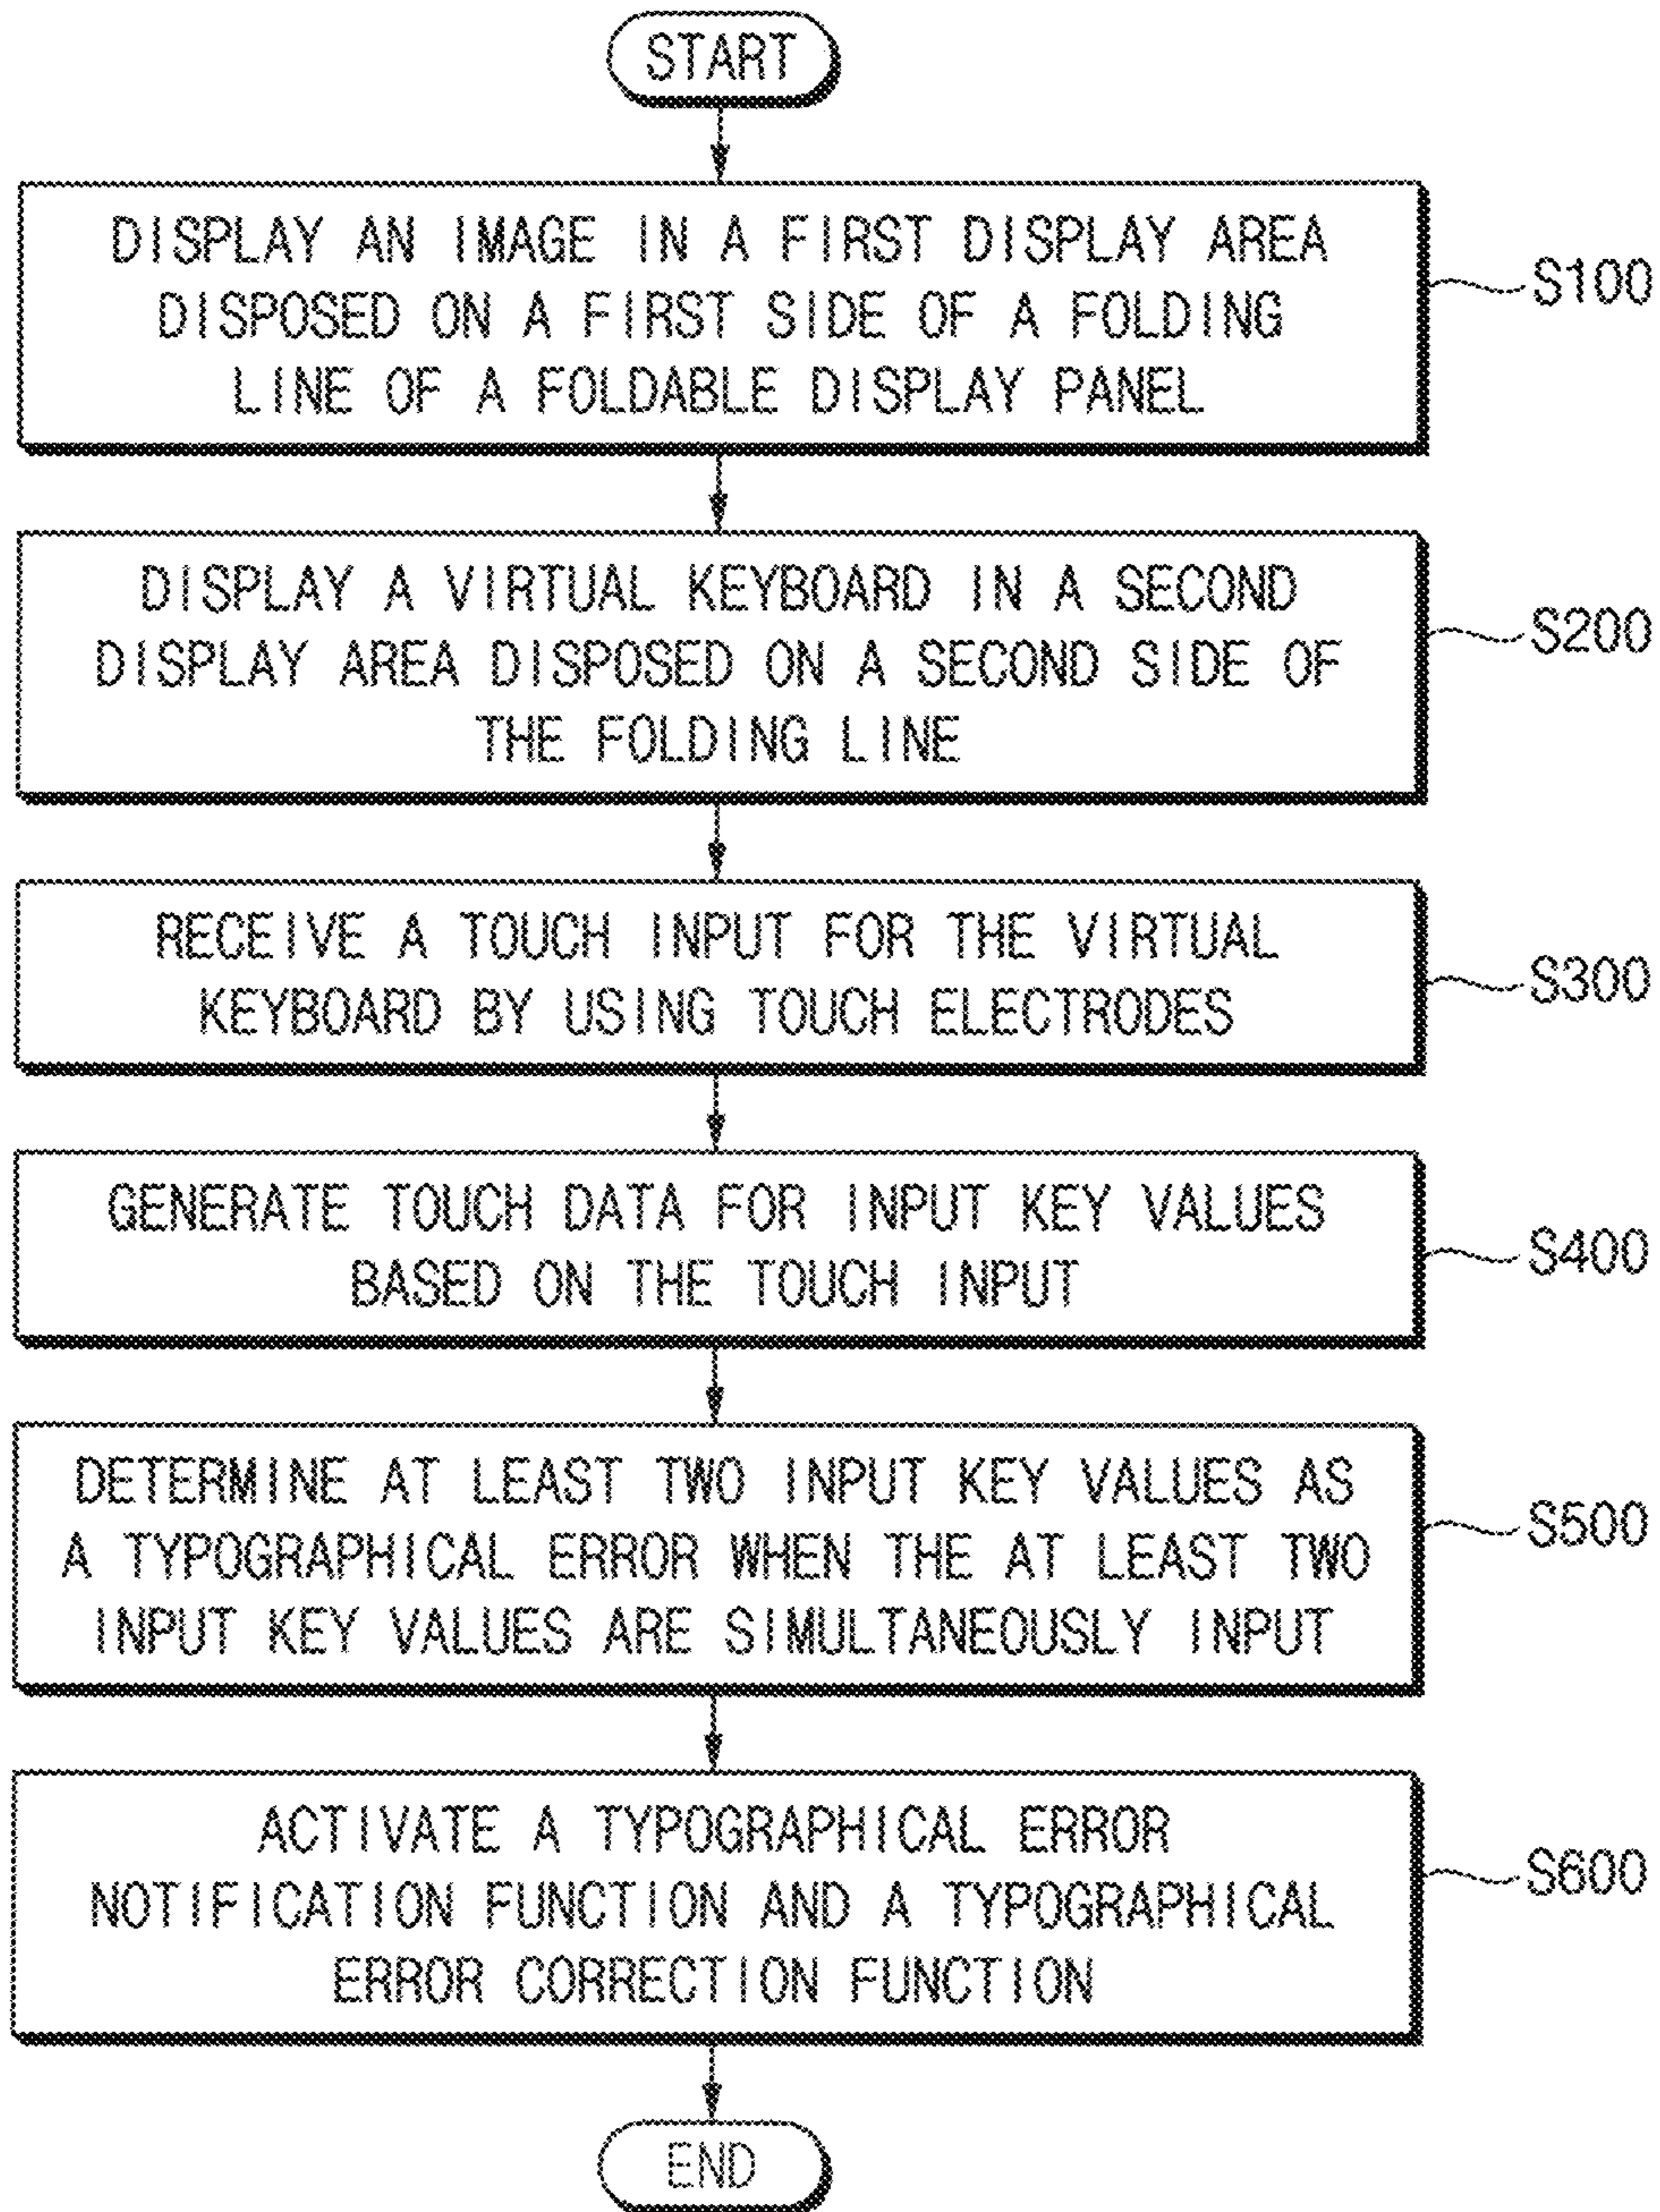 START
DISPLAY AN IMAGE IN A FIRST DISPLAY AREA
DISPOSED ON A FIRST SIDE OF A FOLDING
LINE OF A FOLDABLE DISPLAY PANEL
S100
DISPLAY A VIRTUAL KEYBOARD IN A SECOND
DISPLAY AREA DISPOSED ON A SECOND SIDE OF
THE FOLDING LINE
S200
RECEIVE A TOUCH INPUT FOR THE VIRTUAL
KEYBOARD BY USING TOUCH ELECTRODES
S300
GENERATE TOUCH DATA FOR INPUT KEY VALUES
BASED ON THE TOUCH INPUT
S400
DETERMINE AT LEAST TWO INPUT KEY VALUES AS
A TYPOGRAPHICAL ERROR WHEN THE AT LEAST TWO
INPUT KEY VALUES ARE SIMULTANEOUSLY INPUT
S500
ACTIVATE A TYPOGRAPHICAL ERROR
NOTIFICATION FUNCTION AND A TYPOGRAPHICAL
ERROR CORRECTION FUNCTION
S600
END